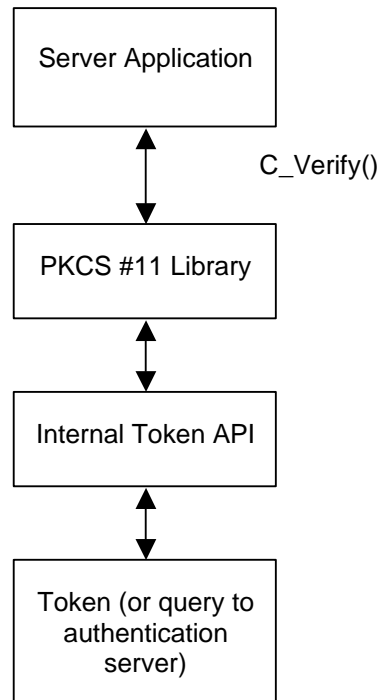 Server Application
C_Verify()
PKCS #11 Library
Internal Token API
Token (or query to
authentication
server)